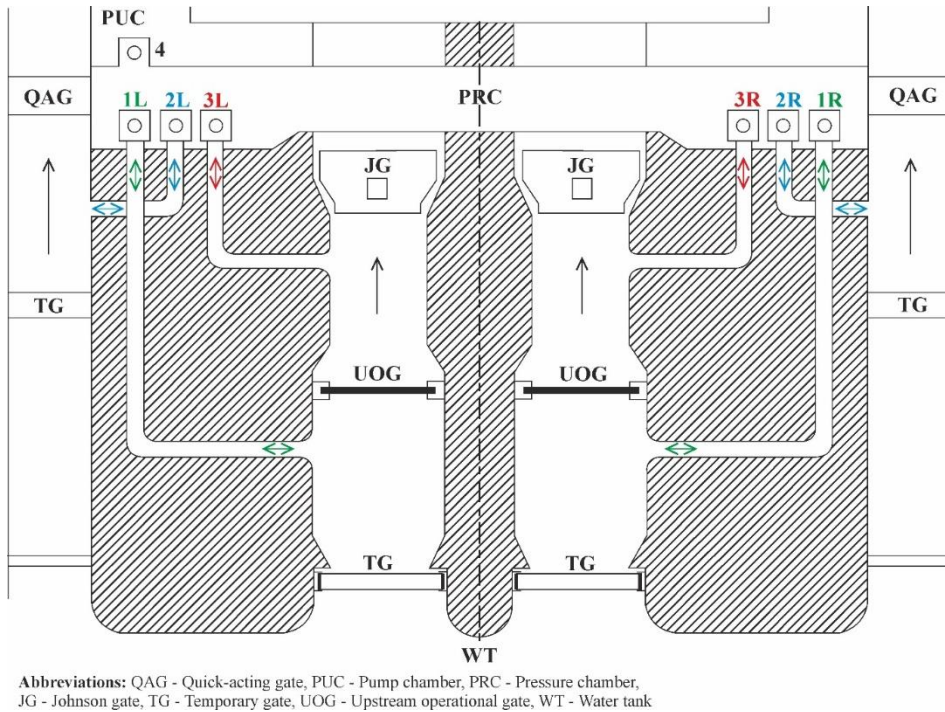 PUC
4
QAG
QAG
1L 2L 3L PRC 3R 2R 1R
JG JG
TG TG
UOG UOG
TG TG
WT
Abbreviations: QAG - Quick-acting gate, PUC - Pump chamber, PRC - Pressure chamber,
JG - Johnson gate, TG - Temporary gate, UOG - Upstream operational gate, WT - Water tank